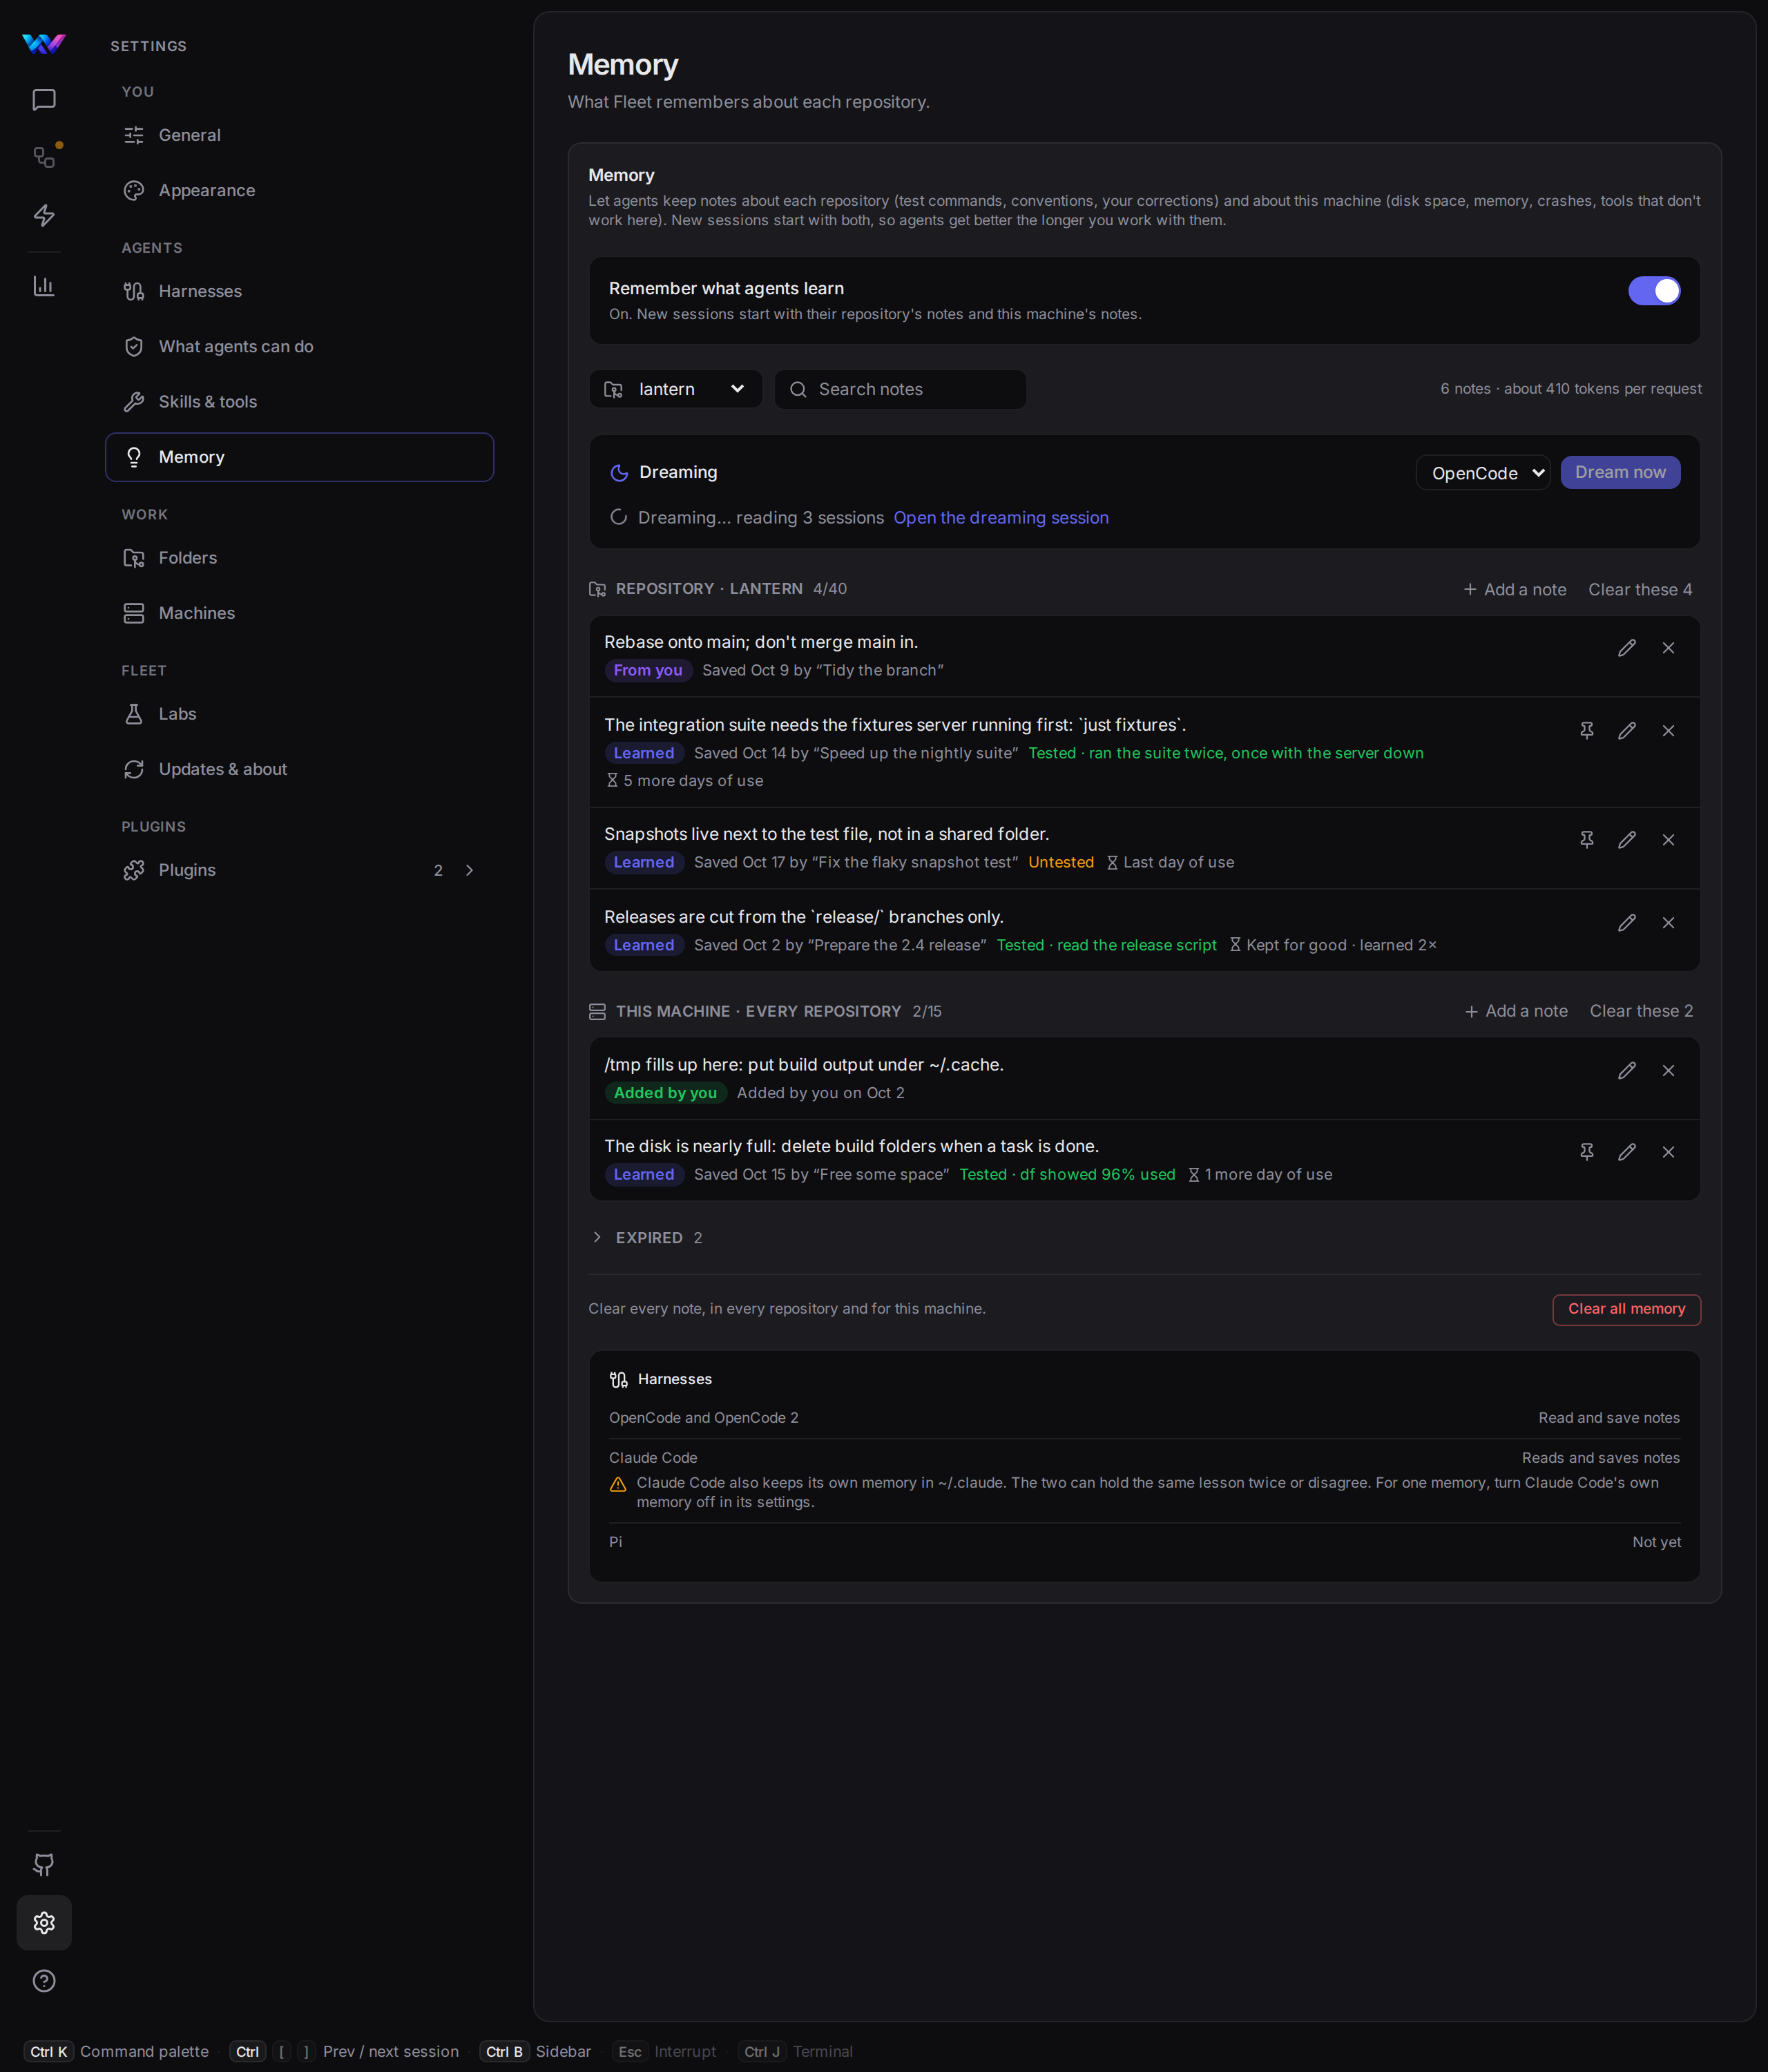 SETTINGS
YOU
General
Appearance
AGENTS
Harnesses
What agents can do
Skills & tools
Memory
WORK
Folders
Machines
FLEET
Labs
Updates & about
PLUGINS
Plugins 2
Memory
What Fleet remembers about each repository.
Memory
Let agents keep notes about each repository (test commands, conventions, your corrections) and about this machine (disk space, memory, crashes, tools that don't
work here). New sessions start with both, so agents get better the longer you work with them.
Remember what agents learn
On. New sessions start with their repository's notes and this machine's notes.
lantern Search notes 6 notes · about 410 tokens per request
Dreaming OpenCode Dream now
Dreaming... reading 3 sessions Open the dreaming session
REPOSITORY · LANTERN 4/40 + Add a note Clear these 4
Rebase onto main; don't merge main in.
From you Saved Oct 9 by “Tidy the branch”
The integration suite needs the fixtures server running first: `just fixtures`.
Learned Saved Oct 14 by “Speed up the nightly suite” Tested · ran the suite twice, once with the server down
5 more days of use
Snapshots live next to the test file, not in a shared folder.
Learned Saved Oct 17 by “Fix the flaky snapshot test” Untested Last day of use
Releases are cut from the `release/` branches only.
Learned Saved Oct 2 by “Prepare the 2.4 release” Tested · read the release script Kept for good · learned 2×
THIS MACHINE · EVERY REPOSITORY 2/15 + Add a note Clear these 2
/tmp fills up here: put build output under ~/.cache.
Added by you Added by you on Oct 2
The disk is nearly full: delete build folders when a task is done.
Learned Saved Oct 15 by “Free some space” Tested · df showed 96% used 1 more day of use
EXPIRED 2
Clear every note, in every repository and for this machine. Clear all memory
Harnesses
OpenCode and OpenCode 2 Read and save notes
Claude Code Reads and saves notes
Claude Code also keeps its own memory in ~/.claude. The two can hold the same lesson twice or disagree. For one memory, turn Claude Code's own
memory off in its settings.
Pi Not yet
Ctrl K Command palette · Ctrl [ ] Prev / next session · Ctrl B Sidebar · Esc Interrupt · Ctrl J Terminal